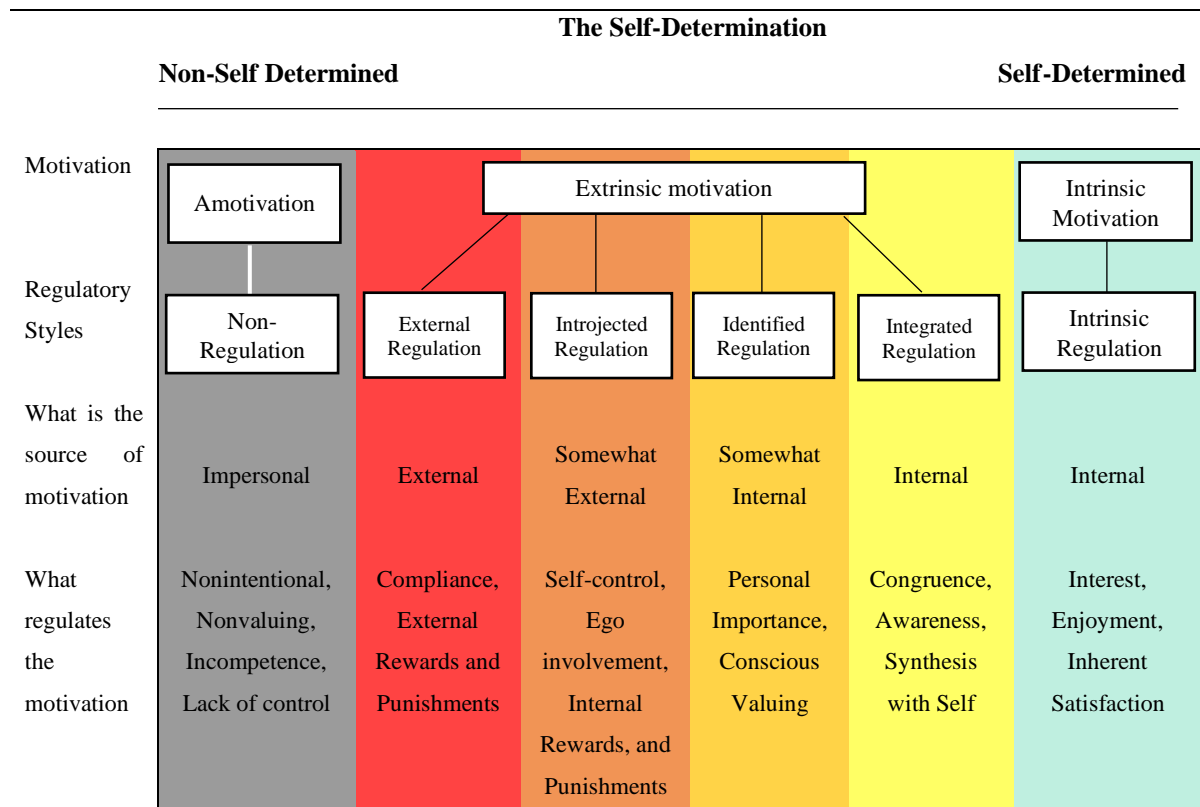 The Self-Determination
Non-Self Determined
Self-Determined
Motivation
Amotivation
Extrinsic motivation
Intrinsic
Motivation
Regulatory
Styles
Non-
Regulation
External
Regulation
Introjected
Regulation
Identified
Regulation
Integrated
Regulation
Intrinsic
Regulation
What is the
source of
motivation
Impersonal
External
Somewhat
External
Somewhat
Internal
Internal
Internal
What
regulates
the
motivation
Nonintentional,
Nonvaluing,
Incompetence,
Lack of control
Compliance,
External
Rewards and
Punishments
Self-control,
Ego
involvement,
Internal
Rewards, and
Punishments
Personal
Importance,
Conscious
Valuing
Congruence,
Awareness,
Synthesis
with Self
Interest,
Enjoyment,
Inherent
Satisfaction